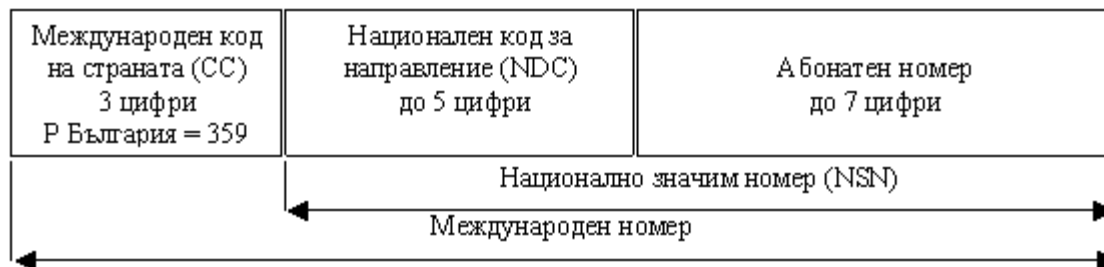 Международен код
на страната (CC)
3 цифри
Р България = 359
Национален код за
направление (NDC)
до 5 цифри
Абонатен номер
до 7 цифри
Национално значим номер (NSN)
Международен номер